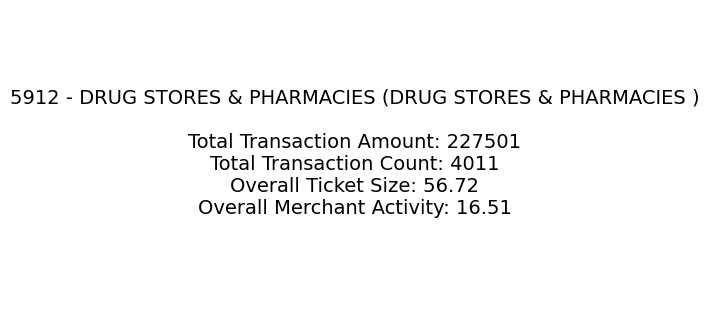 5912 - DRUG STORES & PHARMACIES (DRUG STORES & PHARMACIES )
Total Transaction Amount: 227501
Total Transaction Count: 4011
Overall Ticket Size: 56.72
Overall Merchant Activity: 16.51